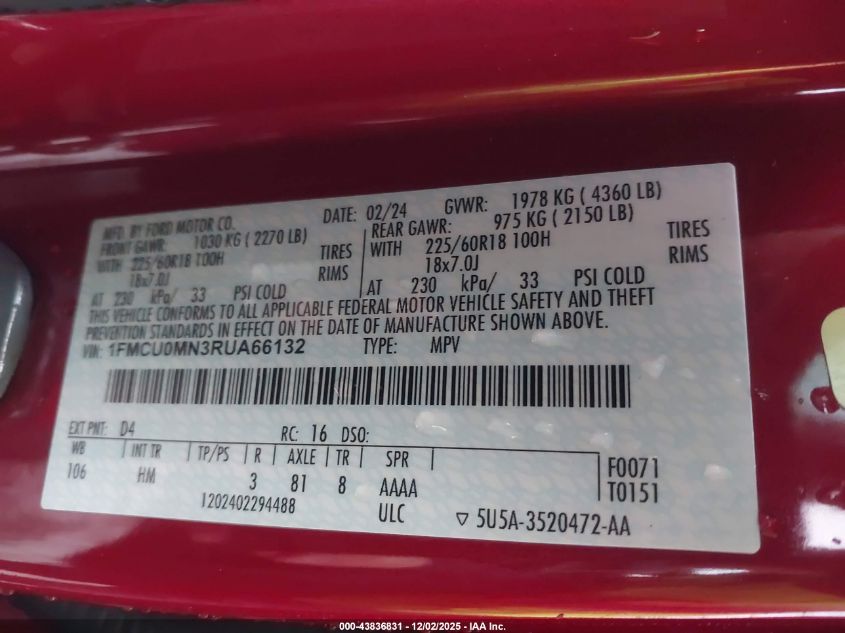 MFD. BY FORD MOTOR CO. DATE: 02/24 GVWR: 1978 KG ( 4360 LB)
FRONT GAWR: 1030 KG ( 2270 LB) REAR GAWR: 975 KG ( 2150 LB)
WITH 225/60R18 100H TIRES WITH 225/60R18 100H TIRES
18x7.0J RIMS 18x7.0J RIMS
AT 230 kPa/ 33 PSI COLD AT 230 kPa/ 33 PSI COLD
THIS VEHICLE CONFORMS TO ALL APPLICABLE FEDERAL MOTOR VEHICLE SAFETY AND THEFT
PREVENTION STANDARDS IN EFFECT ON THE DATE OF MANUFACTURE SHOWN ABOVE.
VIN: 1FMCU0MN3RUA66132 TYPE: MPV
EXT PNT: D4 RC: 16 DSO:
WB INT TR TP/PS R AXLE TR SPR F0071
106 HM 3 81 8 AAAA T0151
1202402294488 ULC ▽ 5U5A-3520472-AA
000-43836831 - 12/02/2025 - IAA Inc.